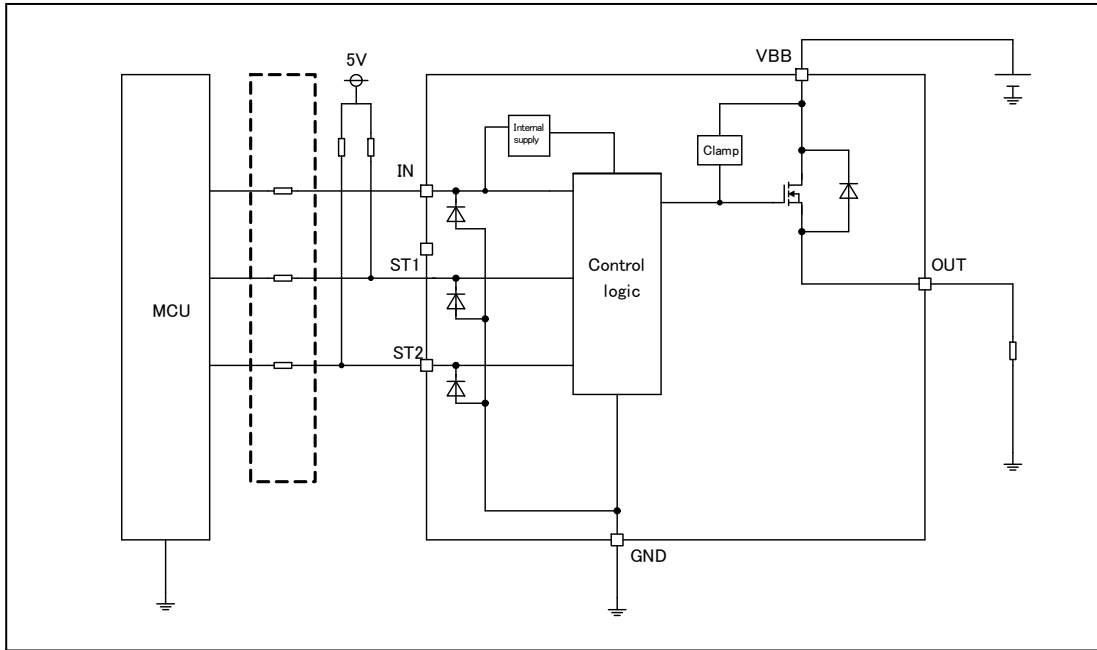 5V
VBB
Internal
supply
Clamp
IN
ST1
Control
logic
OUT
MCU
ST2
GND